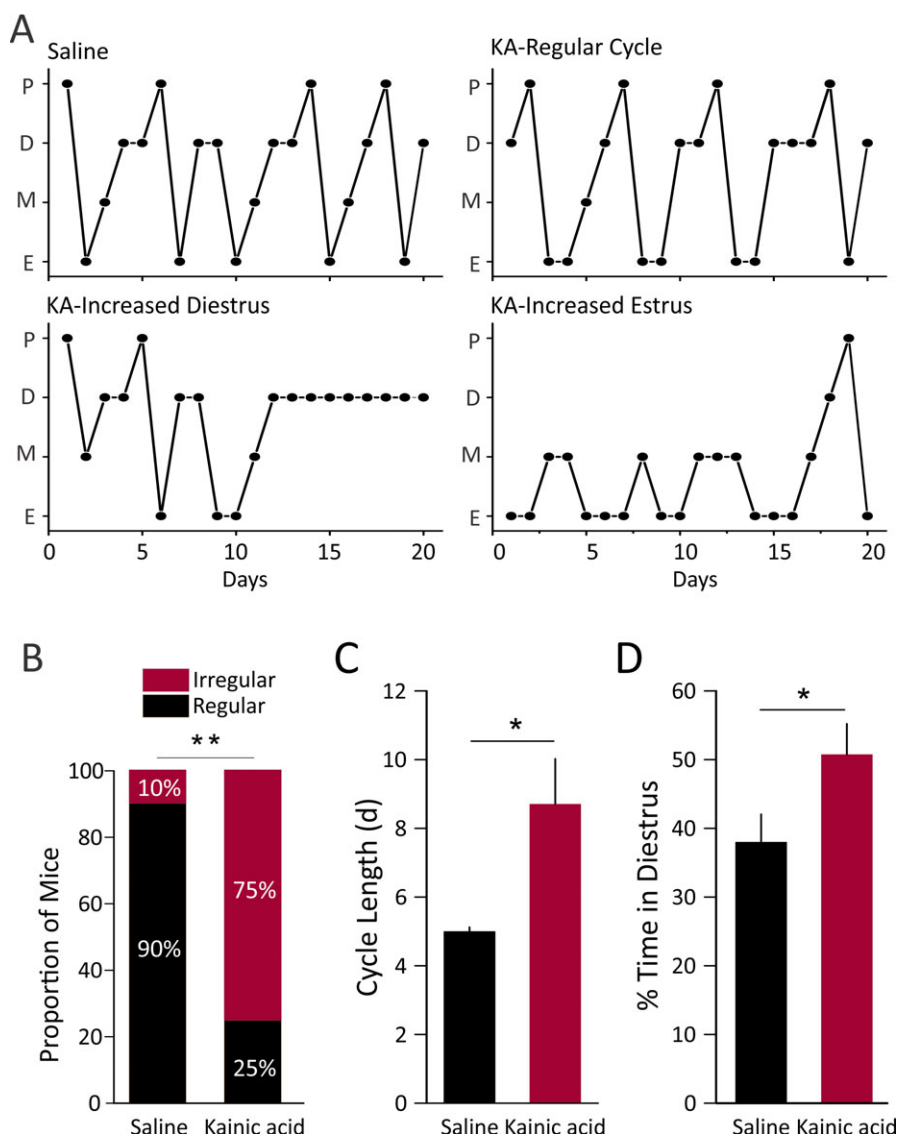 A
Saline
KA-Regular Cycle
P
D
M
E
P
D
M
E
KA-Increased Diestrus
KA-Increased Estrus
P
D
M
E
0 5 10 15 20
Days
P
D
M
E
0 5 10 15 20
Days
B
Irregular
Regular
**
Proportion of Mice
100
80
60
40
20
0
10%
90%
75%
25%
Saline Kainic acid
C
*
Cycle Length (d)
12
10
8
6
4
2
0
Saline Kainic acid
D
*
% Time in Diestrus
60
50
40
30
20
10
0
Saline Kainic acid